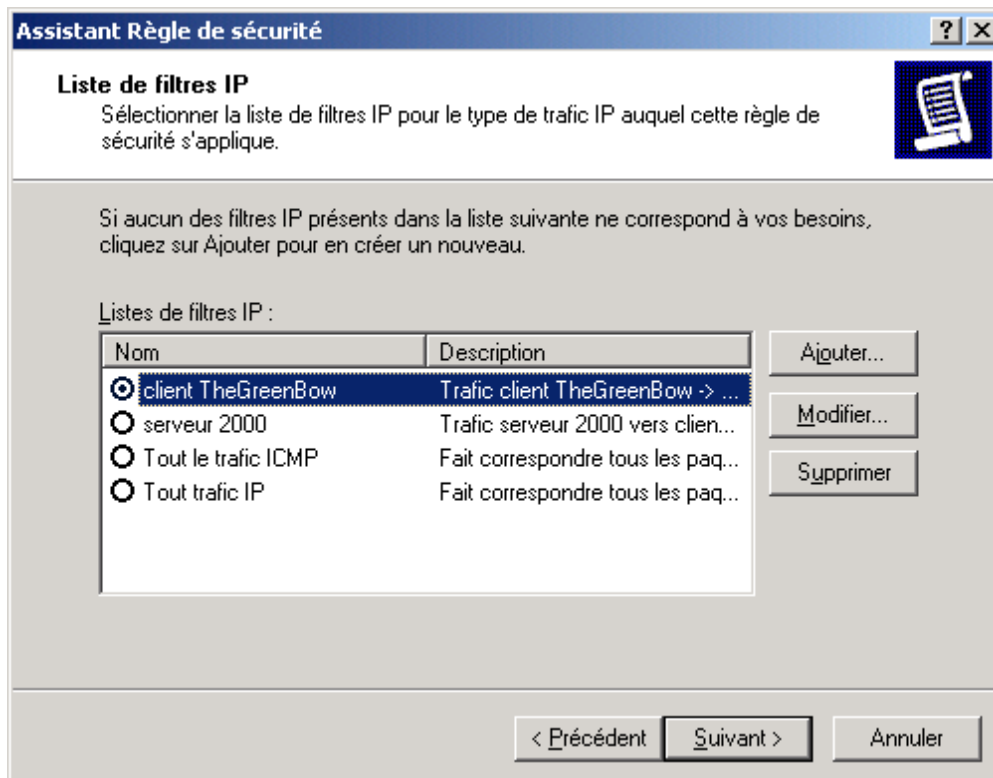 Assistant Règle de sécurité
Liste de filtres IP
Sélectionner la liste de filtres IP pour le type de trafic IP auquel cette règle de
sécurité s'applique.
Si aucun des filtres IP présents dans la liste suivante ne correspond à vos besoins,
cliquez sur Ajouter pour en créer un nouveau.
Listes de filtres IP :
Nom Description
client TheGreenBow Trafic client TheGreenBow -> ...
serveur 2000 Trafic serveur 2000 vers clien...
Tout le trafic ICMP Fait correspondre tous les paq...
Tout trafic IP Fait correspondre tous les paq...
Ajouter...
Modifier...
Supprimer
< Précédent Suivant > Annuler